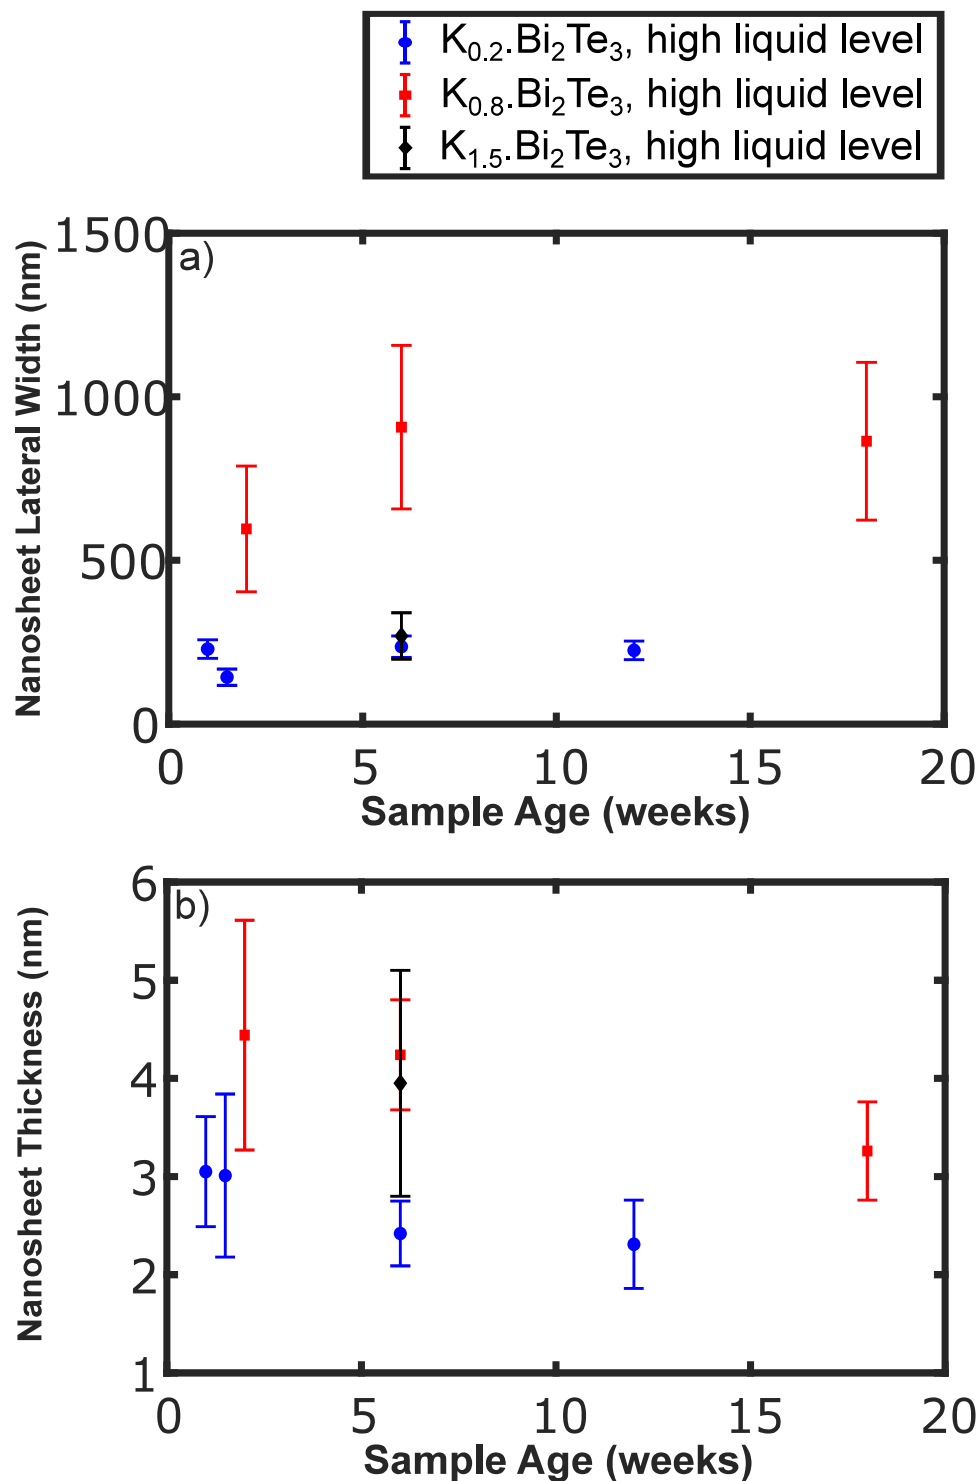 K₀.₂.Bi₂Te₃, high liquid level
K₀.₈.Bi₂Te₃, high liquid level
K₁.₅.Bi₂Te₃, high liquid level
a)
Nanosheet Lateral Width (nm)
1500
1000
500
0
0 5 10 15 20
Sample Age (weeks)
b)
Nanosheet Thickness (nm)
6
5
4
3
2
1
0 5 10 15 20
Sample Age (weeks)